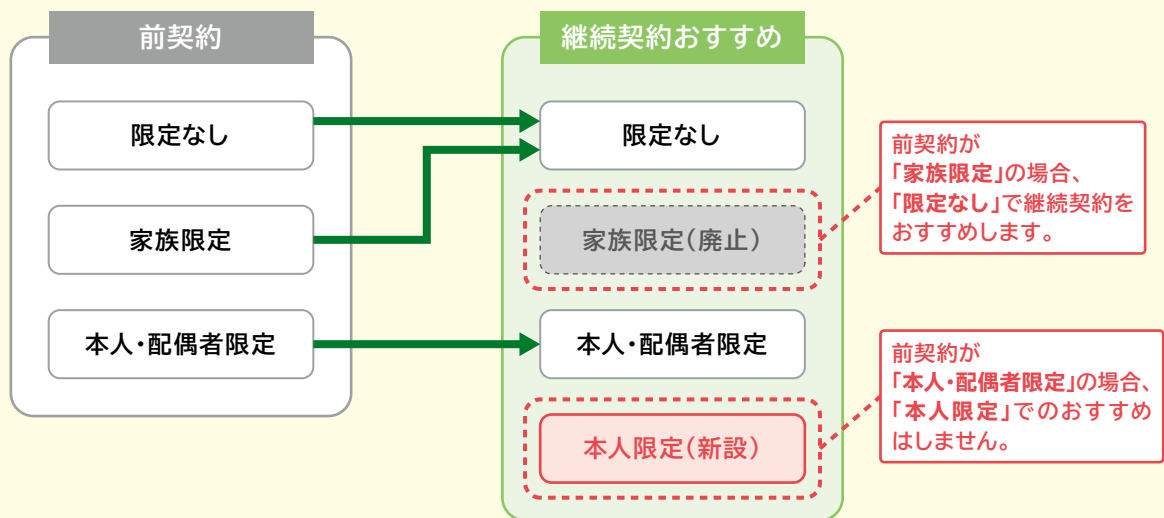 前契約
継続契約おすすめ
限定なし
家族限定
本人・配偶者限定
限定なし
家族限定(廃止)
本人・配偶者限定
本人限定(新設)
前契約が
「家族限定」の場合、
「限定なし」で継続契約を
おすすめします。
前契約が
「本人・配偶者限定」の場合、
「本人限定」でのおすすめ
はしません。